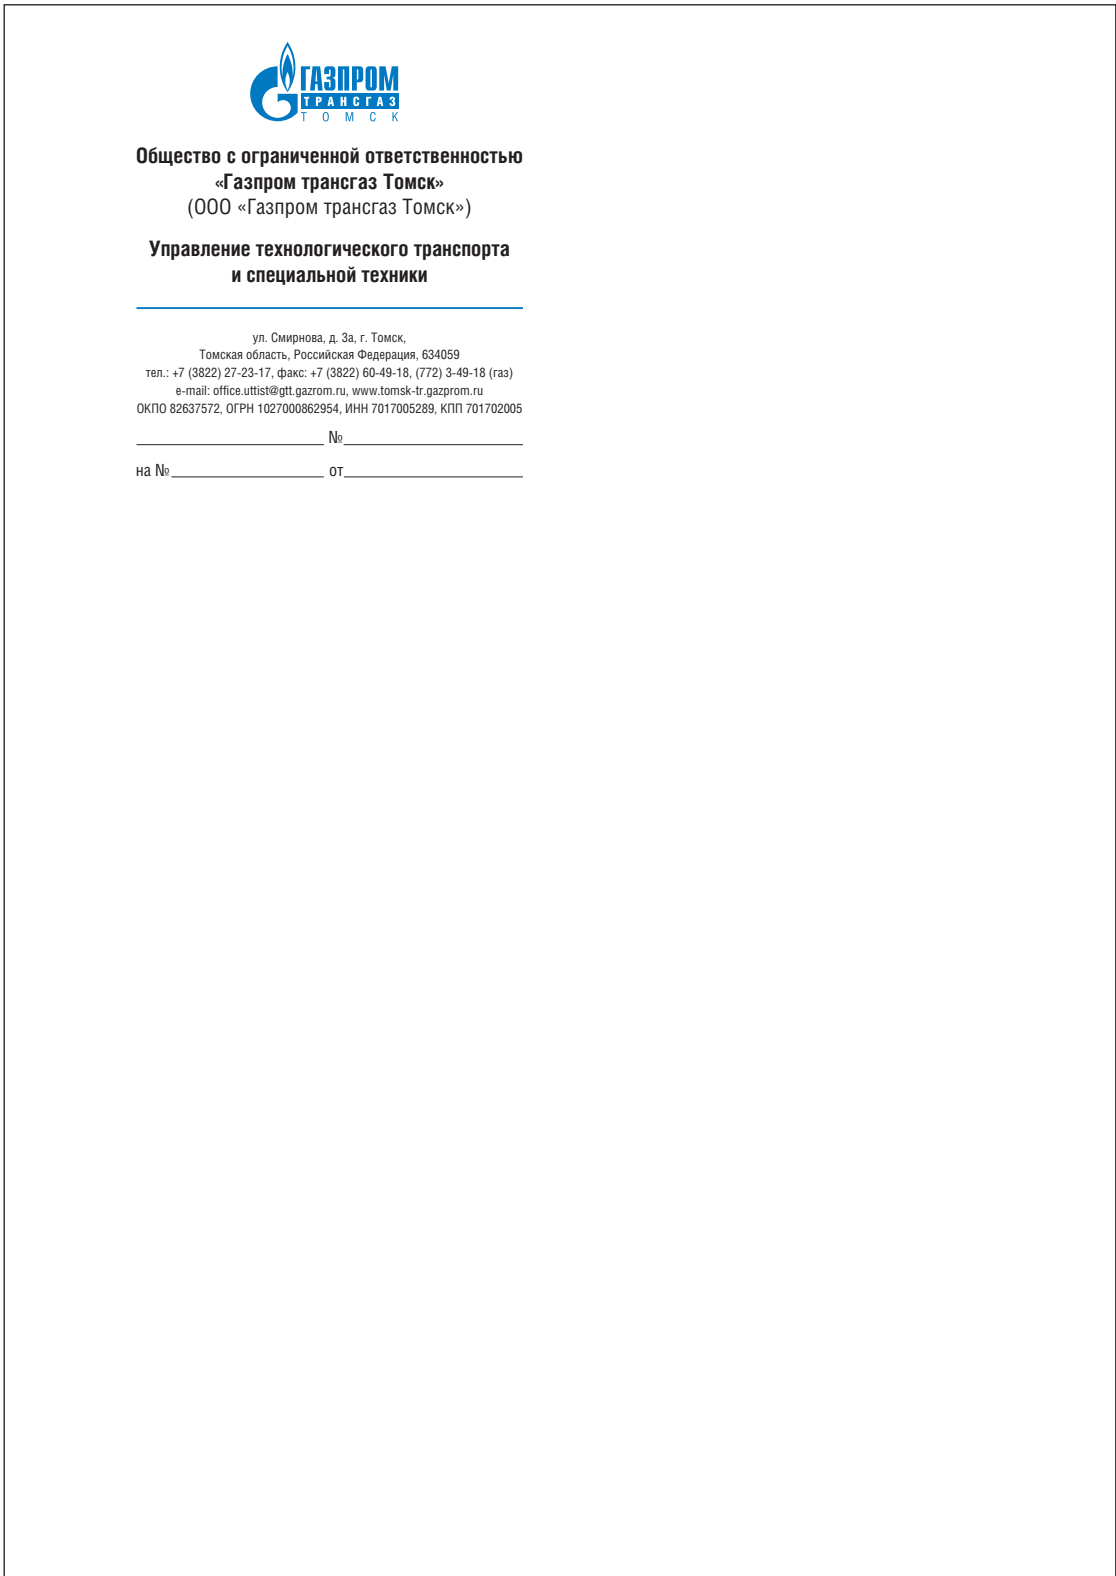 ГАЗПРОМ
ТРАНСГАЗ
ТОМСК
Общество с ограниченной ответственностью
«Газпром трансгаз Томск»
(ООО «Газпром трансгаз Томск»)
Управление технологического транспорта
и специальной техники
ул. Смирнова, д. 3а, г. Томск,
Томская область, Российская Федерация, 634059
тел.: +7 (3822) 27-23-17, факс: +7 (3822) 60-49-18, (772) 3-49-18 (газ)
e-mail: office.uttist@gtt.gazrom.ru, www.tomsk-tr.gazprom.ru
ОКПО 82637572, ОГРН 1027000862954, ИНН 7017005289, КПП 701702005
№
на № от